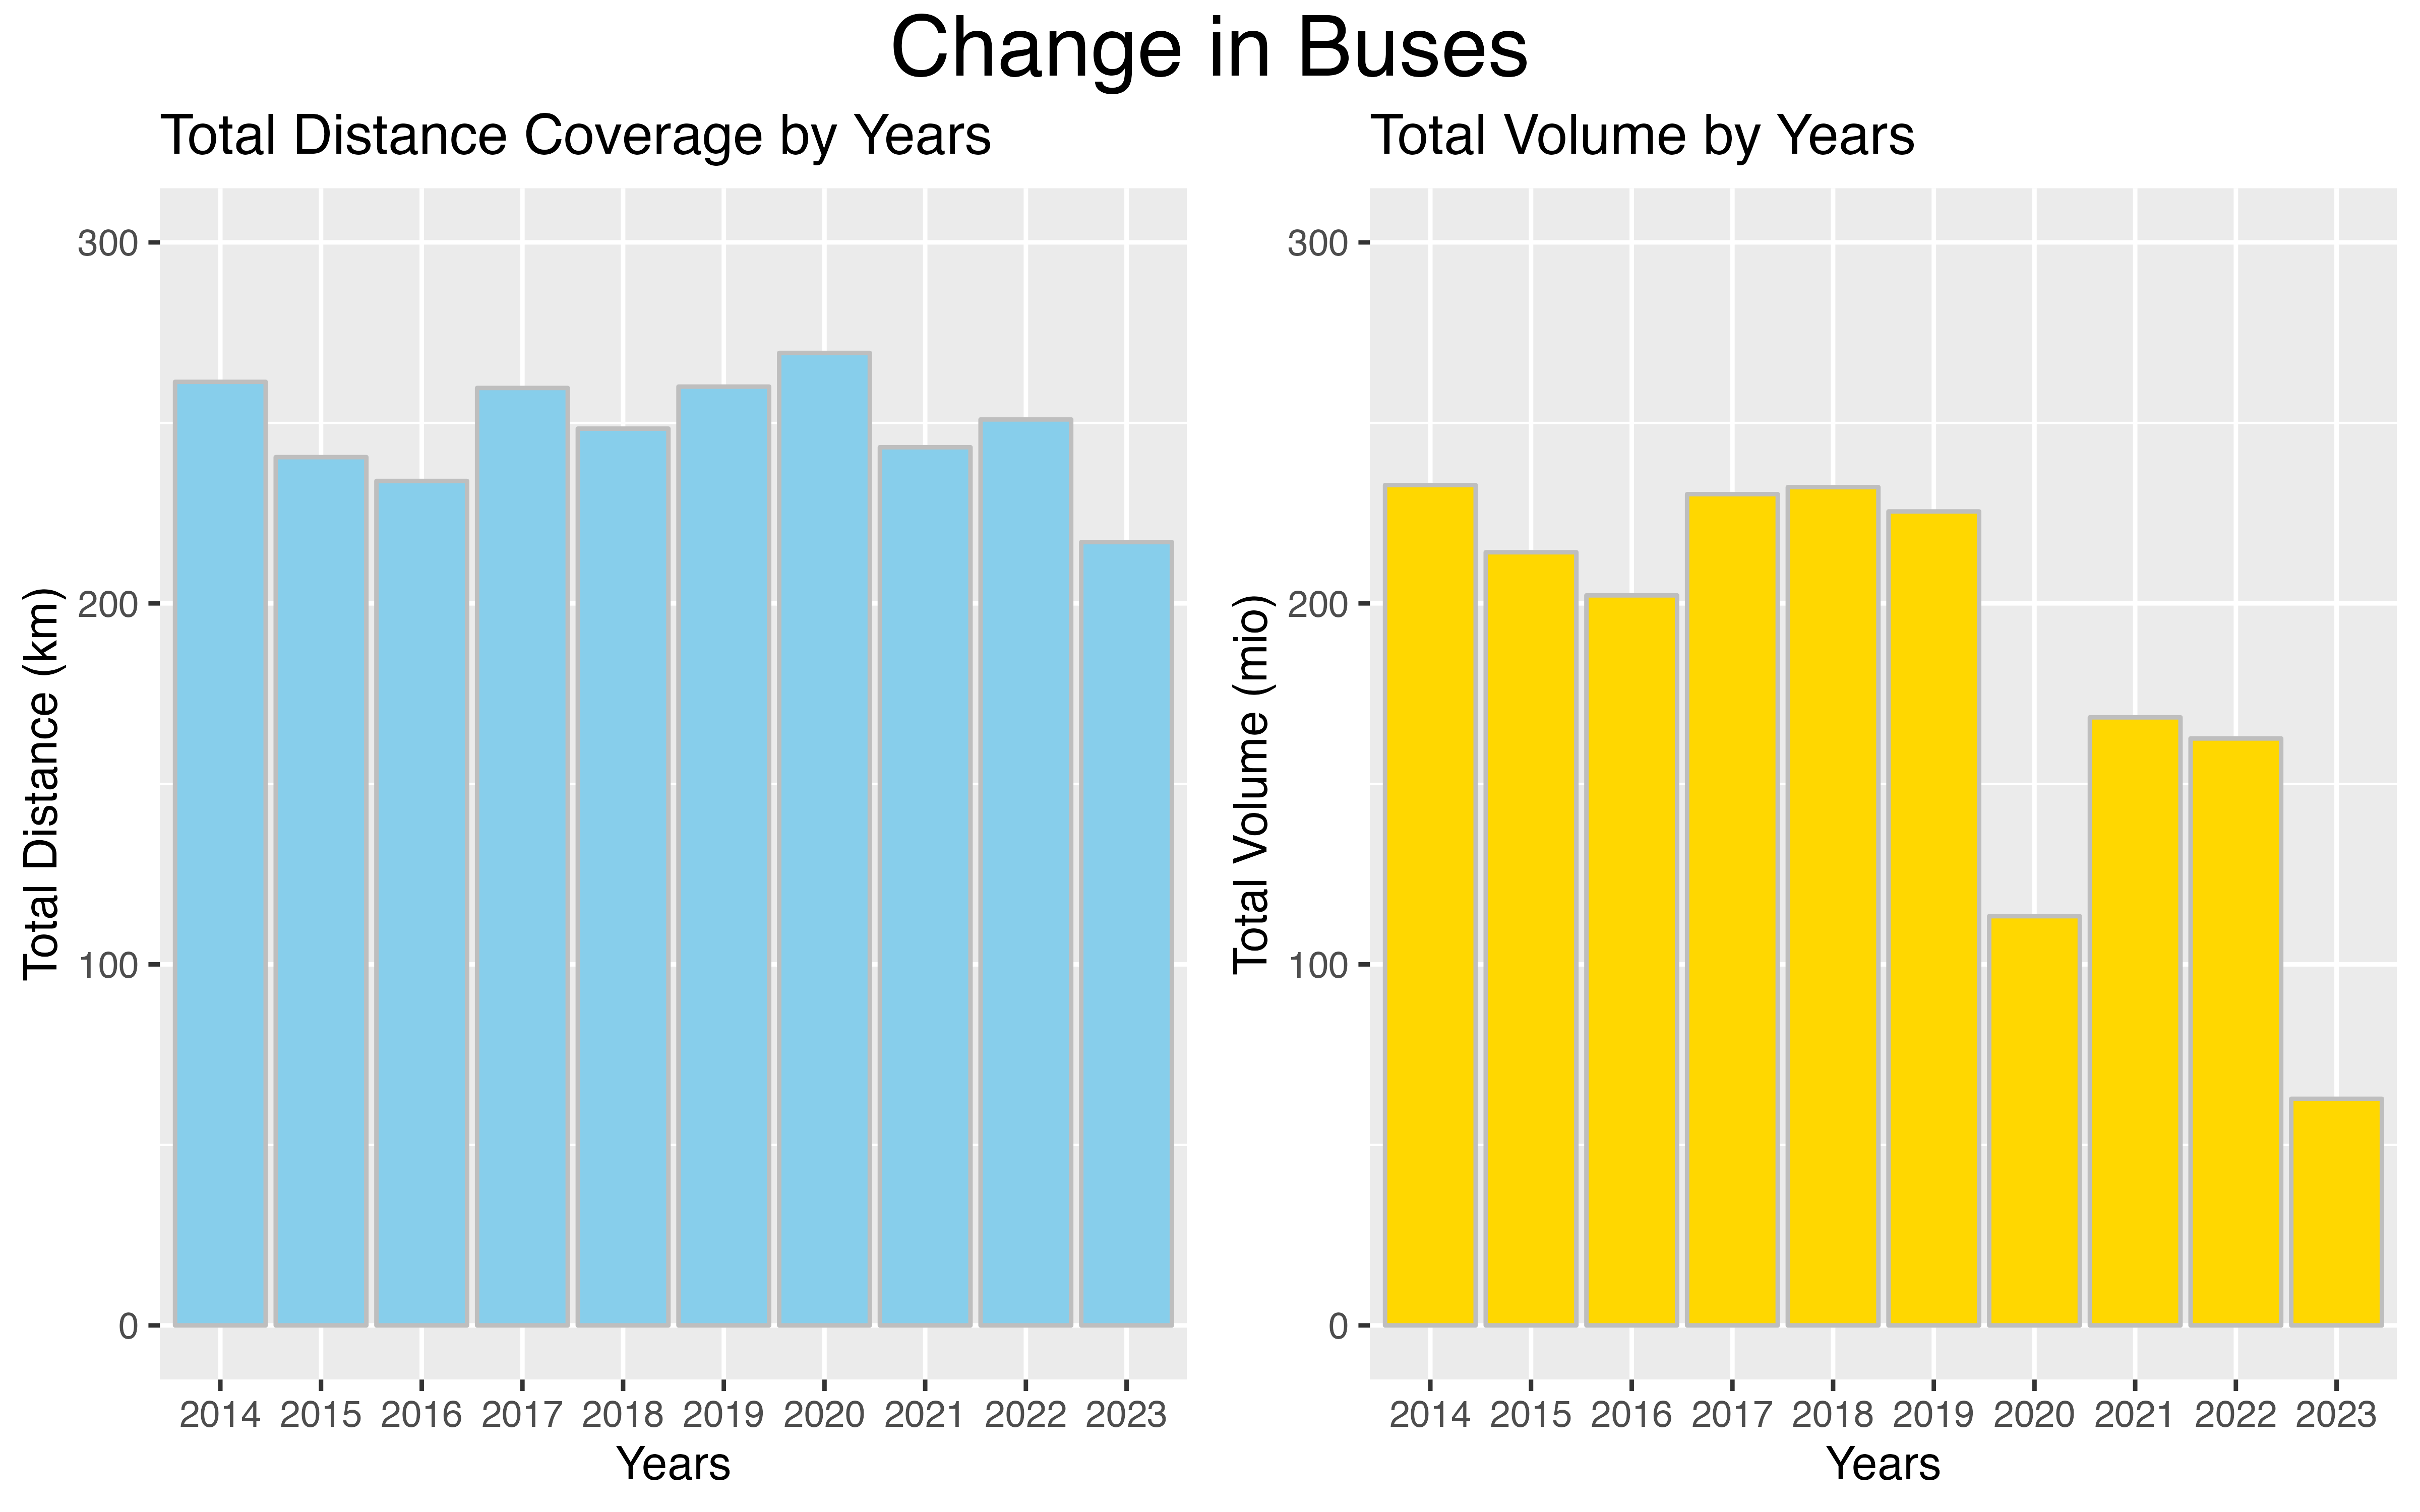 Change in Buses
Total Distance Coverage by Years
300
200
100
0
Total Distance (km)
2014 2015 2016 2017 2018 2019 2020 2021 2022 2023
Years
Total Volume by Years
300
200
100
0
Total Volume (mio)
2014 2015 2016 2017 2018 2019 2020 2021 2022 2023
Years